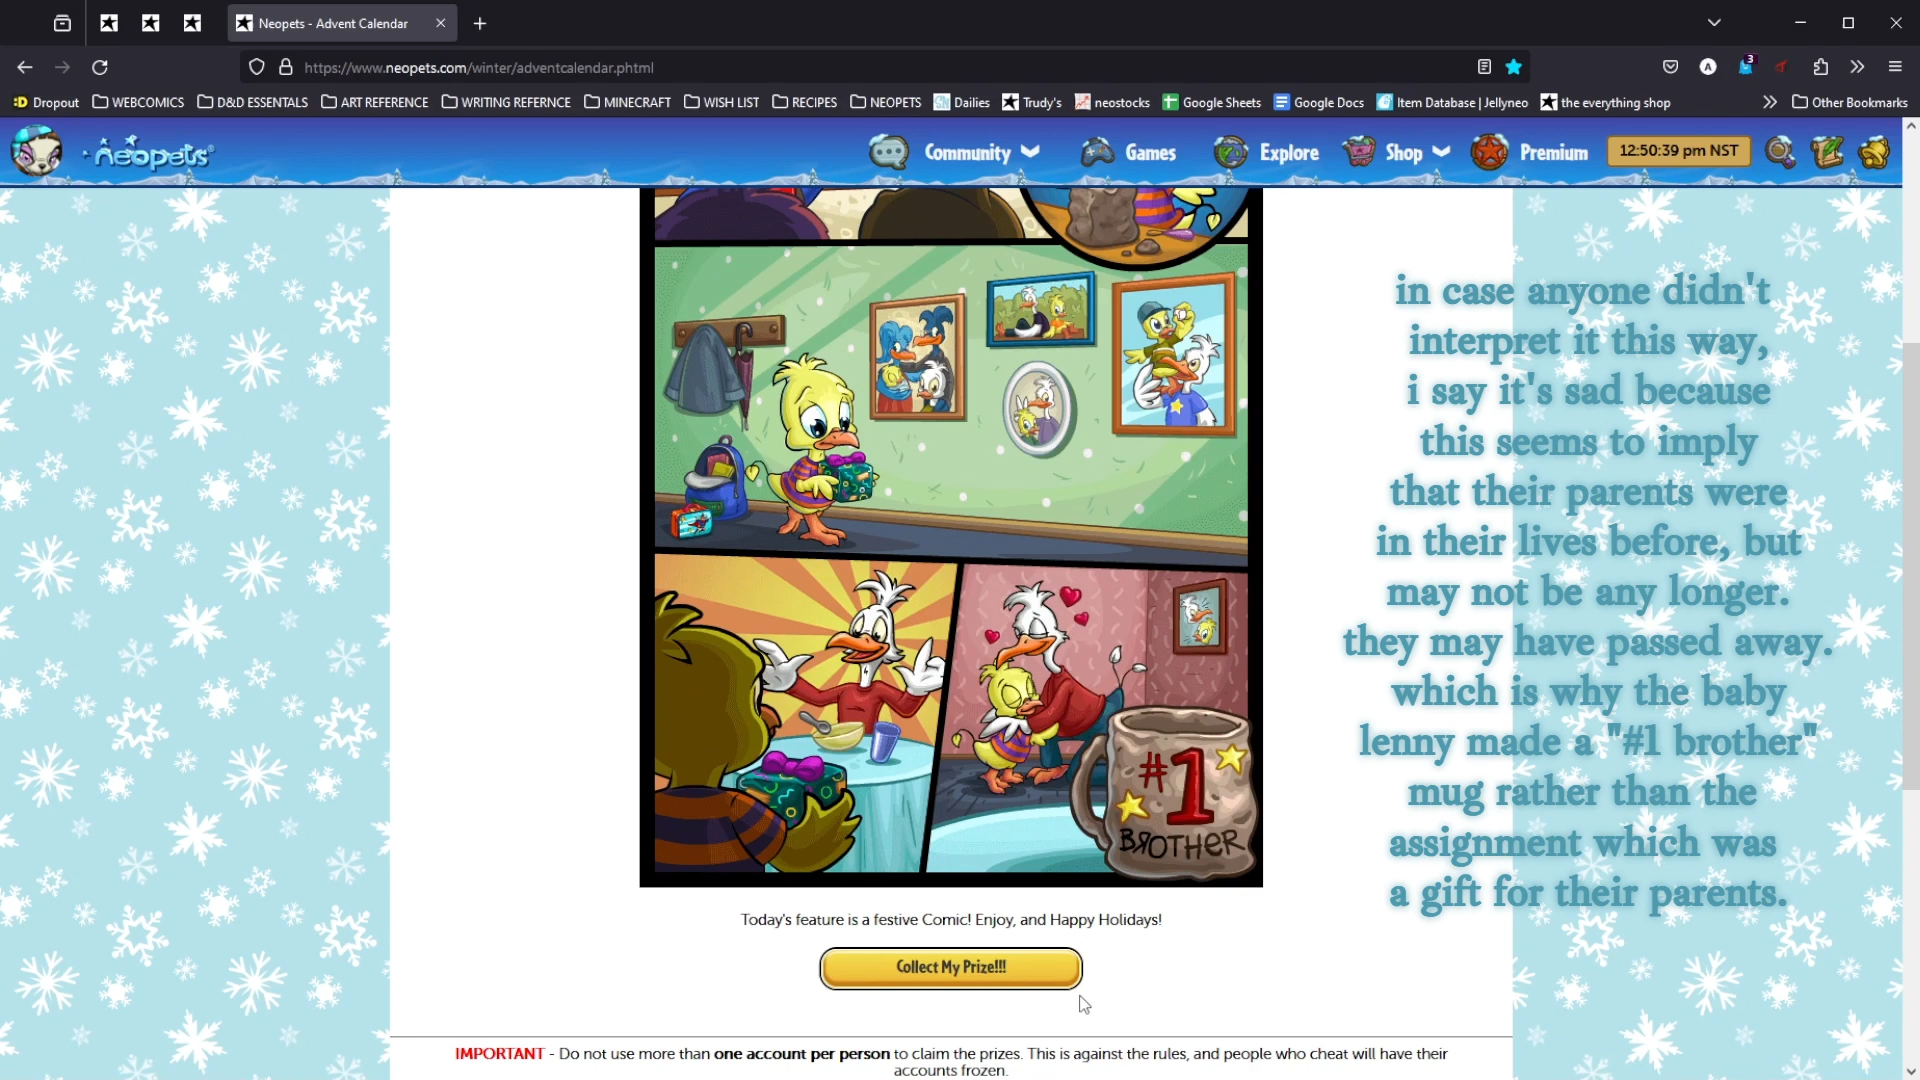 Neopets - Advent Calendar
https://www.neopets.com/winter/adventcalendar.phtml
A
3
Dropout
WEBCOMICS
D&D ESSENTALS
ART REFERENCE
WRITING REFERNCE
MINECRAFT
WISH LIST
RECIPES
NEOPETS
Dailies
Trudy's
neostocks
Google Sheets
Google Docs
Item Database | Jellyneo
the everything shop
Other Bookmarks
neopets
Community
Games
Explore
Shop
Premium
12:50:39 pm NST
in case anyone didn't
interpret it this way,
i say it's sad because
this seems to imply
that their parents were
in their lives before, but
may not be any longer.
they may have passed away.
which is why the baby
lenny made a "#1 brother"
mug rather than the
assignment which was
a gift for their parents.
#1
BROTHER
Today's feature is a festive Comic! Enjoy, and Happy Holidays!
Collect My Prize!!!
IMPORTANT - Do not use more than one account per person to claim the prizes. This is against the rules, and people who cheat will have their
accounts frozen.